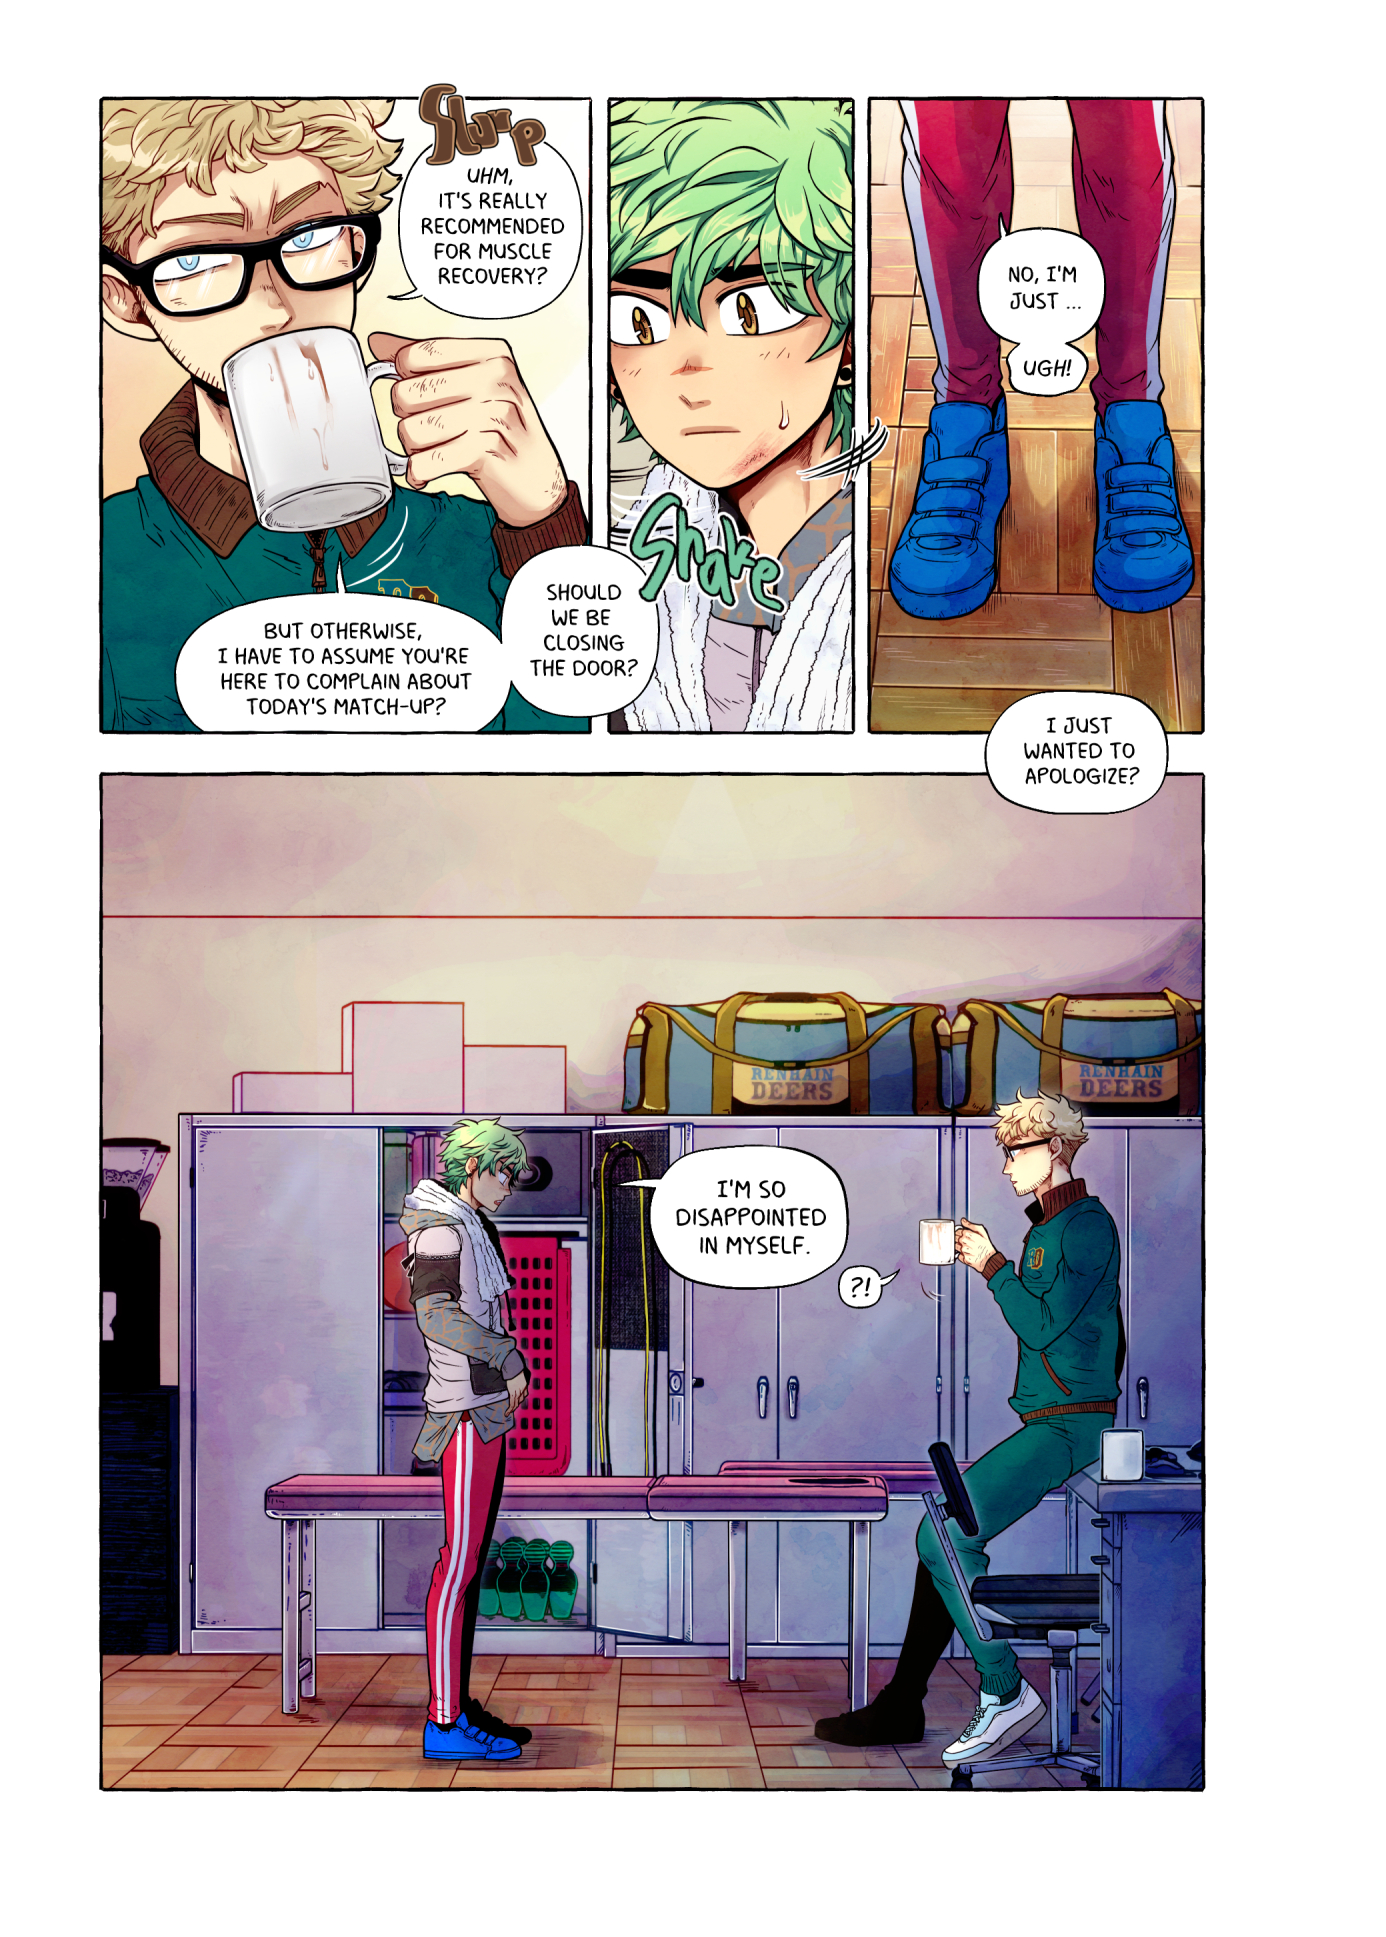 Slurp
UHM,
IT'S REALLY
RECOMMENDED
FOR MUSCLE
RECOVERY?
BUT OTHERWISE,
I HAVE TO ASSUME YOU'RE
HERE TO COMPLAIN ABOUT
TODAY'S MATCH-UP?
SHOULD
WE BE
CLOSING
THE DOOR?
Shake
NO, I'M
JUST ...
UGH!
I JUST
WANTED TO
APOLOGIZE?
RENHAIN
DEERS
RENHAIN
DEERS
I'M SO
DISAPPOINTED
IN MYSELF.
?!